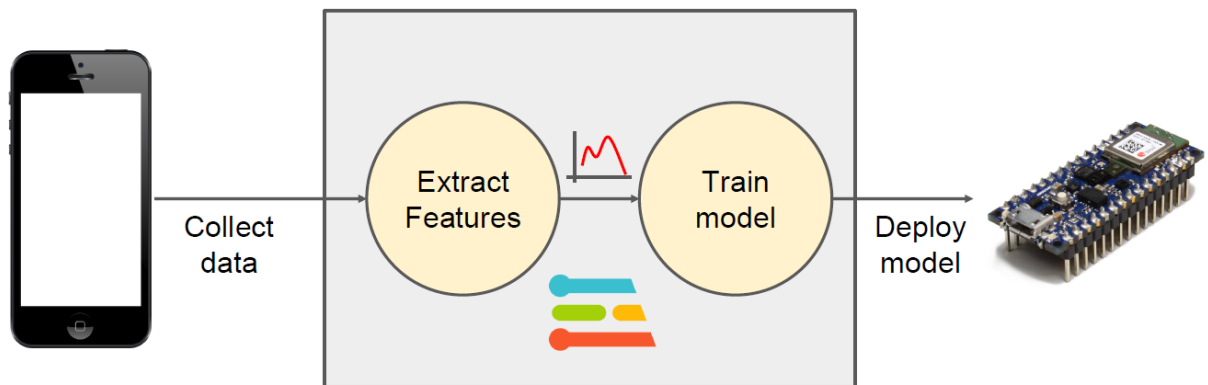 Collect
data
Extract
Features
Train
model
Deploy
model